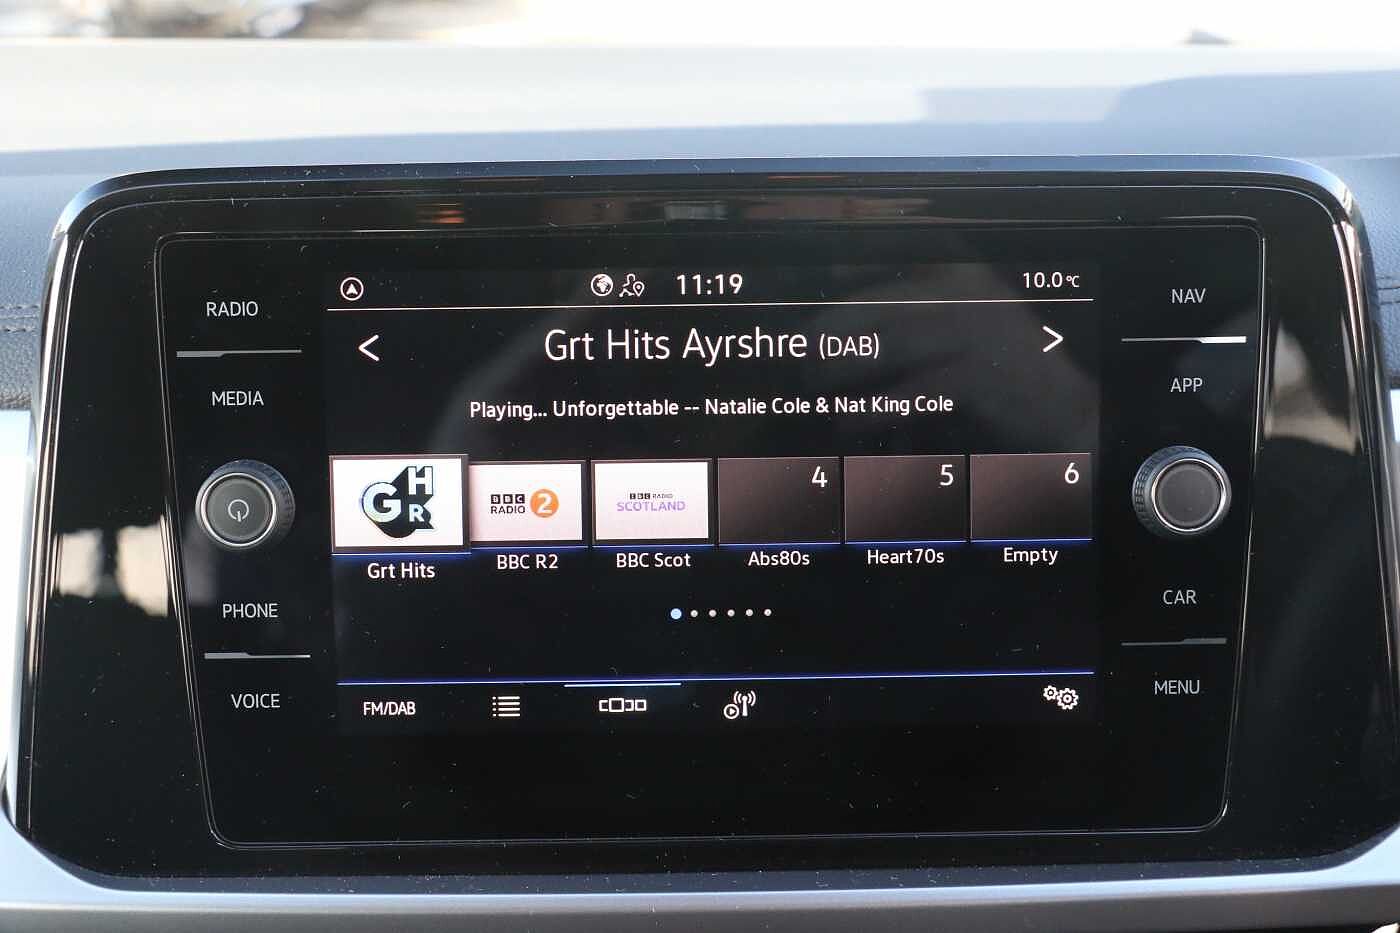 RADIO
MEDIA
PHONE
VOICE
11:19
10.0°C
Grt Hits Ayrshre (DAB)
Playing... Unforgettable -- Natalie Cole & Nat King Cole
GHR
BBC RADIO 2
BBC RADIO SCOTLAND
4
5
6
Grt Hits
BBC R2
BBC Scot
Abs80s
Heart70s
Empty
FM/DAB
NAV
APP
CAR
MENU